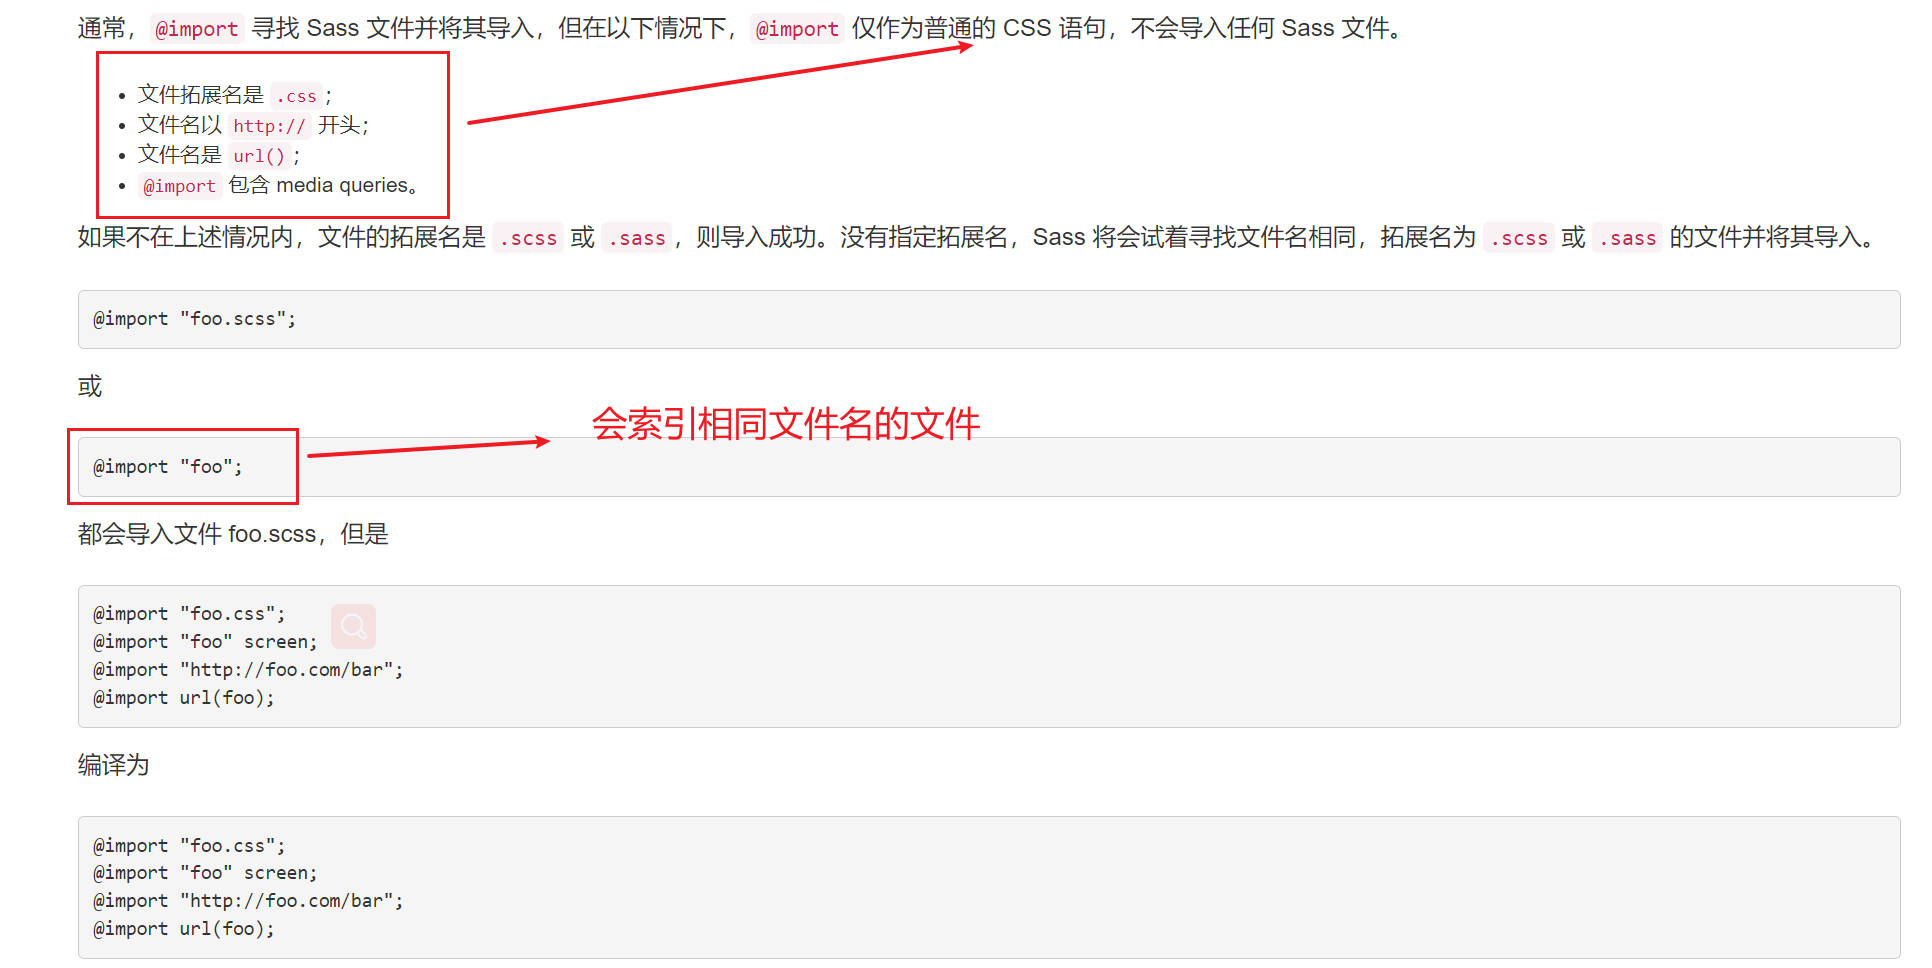 通常，@import 寻找 Sass 文件并将其导入，但在以下情况下，@import 仅作为普通的 CSS 语句，不会导入任何 Sass 文件。
• 文件拓展名是 .css；
• 文件名以 http:// 开头；
• 文件名是 url()；
• @import 包含 media queries。
如果不在上述情况内，文件的拓展名是 .scss 或 .sass，则导入成功。没有指定拓展名，Sass 将会试着寻找文件名相同，拓展名为 .scss 或 .sass 的文件并将其导入。
@import "foo.scss";
或
会索引相同文件名的文件
@import "foo";
都会导入文件 foo.scss，但是
@import "foo.css";
@import "foo" screen;
@import "http://foo.com/bar";
@import url(foo);
编译为
@import "foo.css";
@import "foo" screen;
@import "http://foo.com/bar";
@import url(foo);